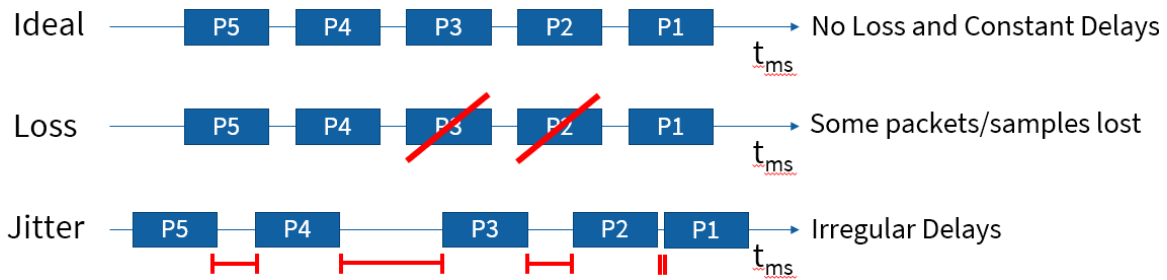 Ideal P5 P4 P3 P2 P1 No Loss and Constant Delays
tms
Loss P5 P4 P3 P2 P1 Some packets/samples lost
tms
Jitter P5 P4 P3 P2 P1 Irregular Delays
tms